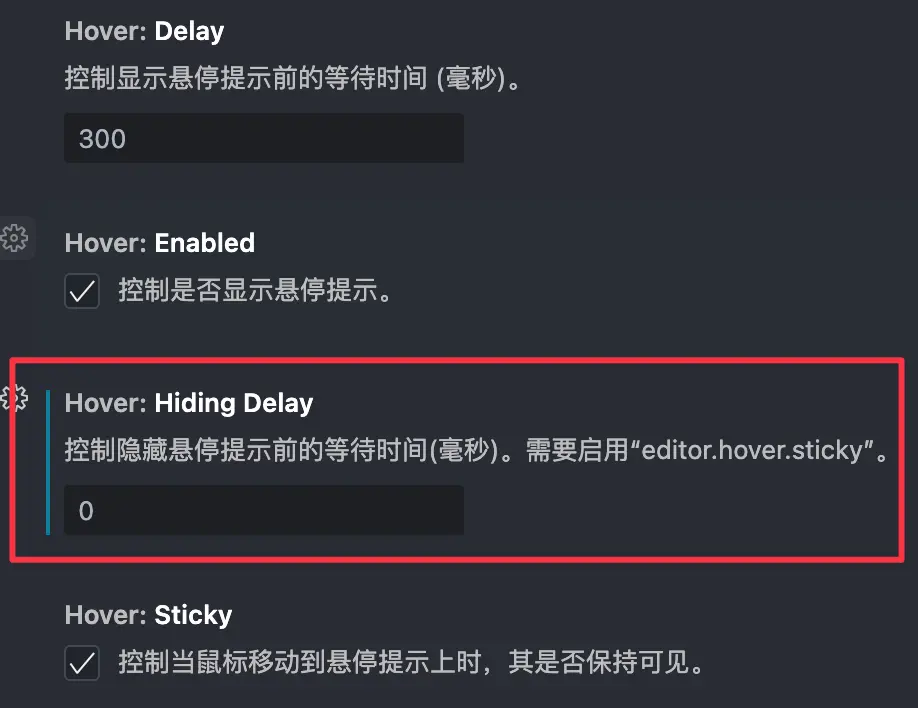 Hover: Delay
控制显示悬停提示前的等待时间 (毫秒)。
300
Hover: Enabled
控制是否显示悬停提示。
Hover: Hiding Delay
控制隐藏悬停提示前的等待时间(毫秒)。需要启用“editor.hover.sticky”。
0
Hover: Sticky
控制当鼠标移动到悬停提示上时，其是否保持可见。